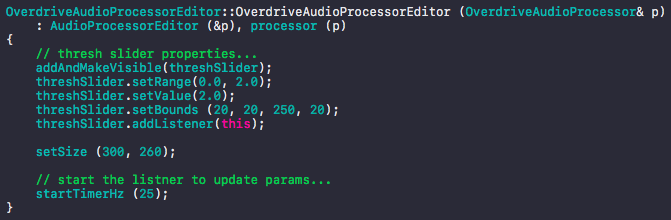 OverdriveAudioProcessorEditor::OverdriveAudioProcessorEditor (OverdriveAudioProcessor& p)
    : AudioProcessorEditor (&p), processor (p)
{
    // thresh slider properties...
    addAndMakeVisible(threshSlider);
    threshSlider.setRange(0.0, 2.0);
    threshSlider.setValue(2.0);
    threshSlider.setBounds (20, 20, 250, 20);
    threshSlider.addListener(this);
    setSize (300, 260);
    // start the listner to update params...
    startTimerHz (25);
}